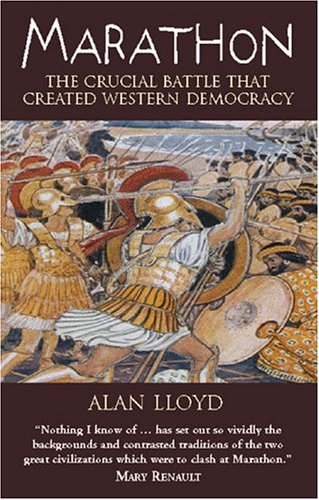 MARATHON
THE CRUCIAL BATTLE THAT
CREATED WESTERN DEMOCRACY
ALAN LLOYD
“Nothing I know of ... has set out so vividly the
backgrounds and contrasted traditions of the two
great civilizations which were to clash at Marathon.”
MARY RENAULT